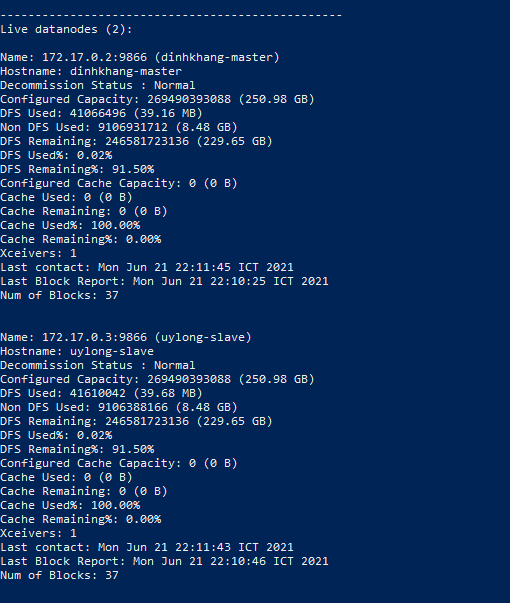 -------------------------------------------------
Live datanodes (2):

Name: 172.17.0.2:9866 (dinhkhang-master)
Hostname: dinhkhang-master
Decommission Status : Normal
Configured Capacity: 269490393088 (250.98 GB)
DFS Used: 41066496 (39.16 MB)
Non DFS Used: 9106931712 (8.48 GB)
DFS Remaining: 246581723136 (229.65 GB)
DFS Used%: 0.02%
DFS Remaining%: 91.50%
Configured Cache Capacity: 0 (0 B)
Cache Used: 0 (0 B)
Cache Remaining: 0 (0 B)
Cache Used%: 100.00%
Cache Remaining%: 0.00%
Xceivers: 1
Last contact: Mon Jun 21 22:11:45 ICT 2021
Last Block Report: Mon Jun 21 22:10:25 ICT 2021
Num of Blocks: 37

Name: 172.17.0.3:9866 (uylong-slave)
Hostname: uylong-slave
Decommission Status : Normal
Configured Capacity: 269490393088 (250.98 GB)
DFS Used: 41610042 (39.68 MB)
Non DFS Used: 9106388166 (8.48 GB)
DFS Remaining: 246581723136 (229.65 GB)
DFS Used%: 0.02%
DFS Remaining%: 91.50%
Configured Cache Capacity: 0 (0 B)
Cache Used: 0 (0 B)
Cache Remaining: 0 (0 B)
Cache Used%: 100.00%
Cache Remaining%: 0.00%
Xceivers: 1
Last contact: Mon Jun 21 22:11:43 ICT 2021
Last Block Report: Mon Jun 21 22:10:46 ICT 2021
Num of Blocks: 37